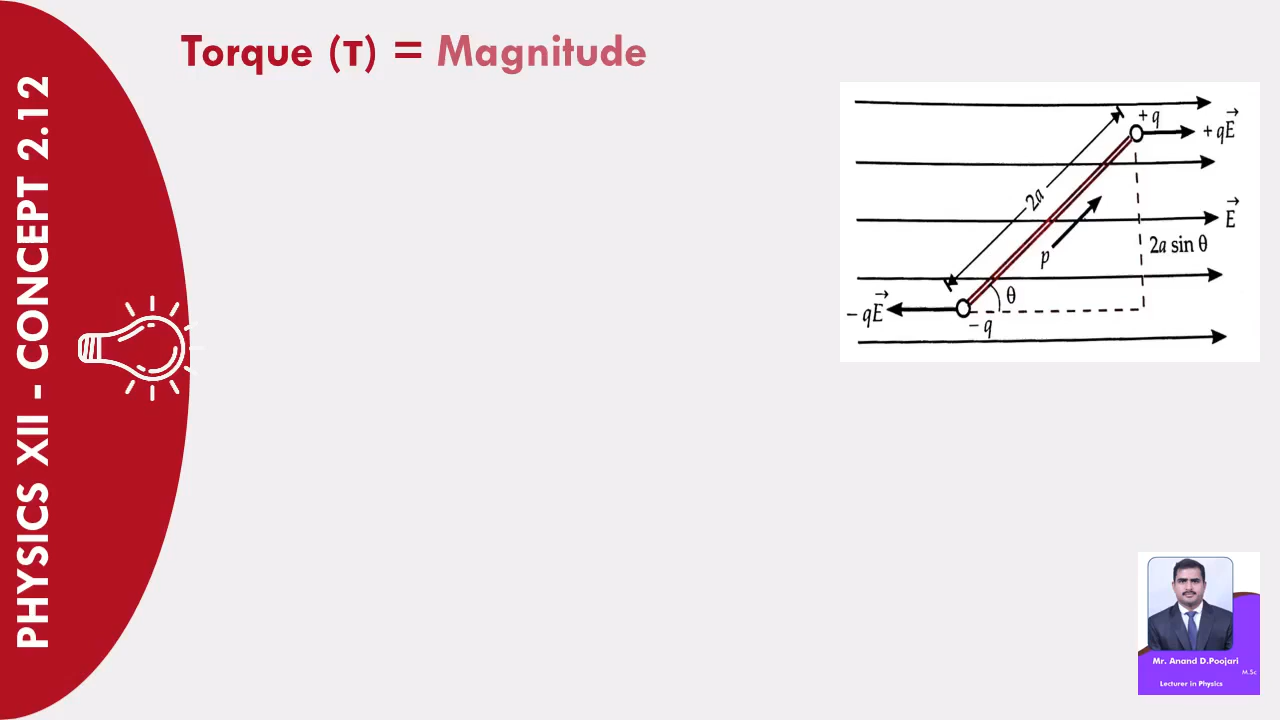 PHYSICS XII - CONCEPT 2.12
Torque (τ) = Magnitude
+ q
+ qE⃗
2a
E⃗
2a sin θ
p
θ
− qE⃗
− q
Mr. Anand D.Poojari
M.Sc
Lecturer in Physics